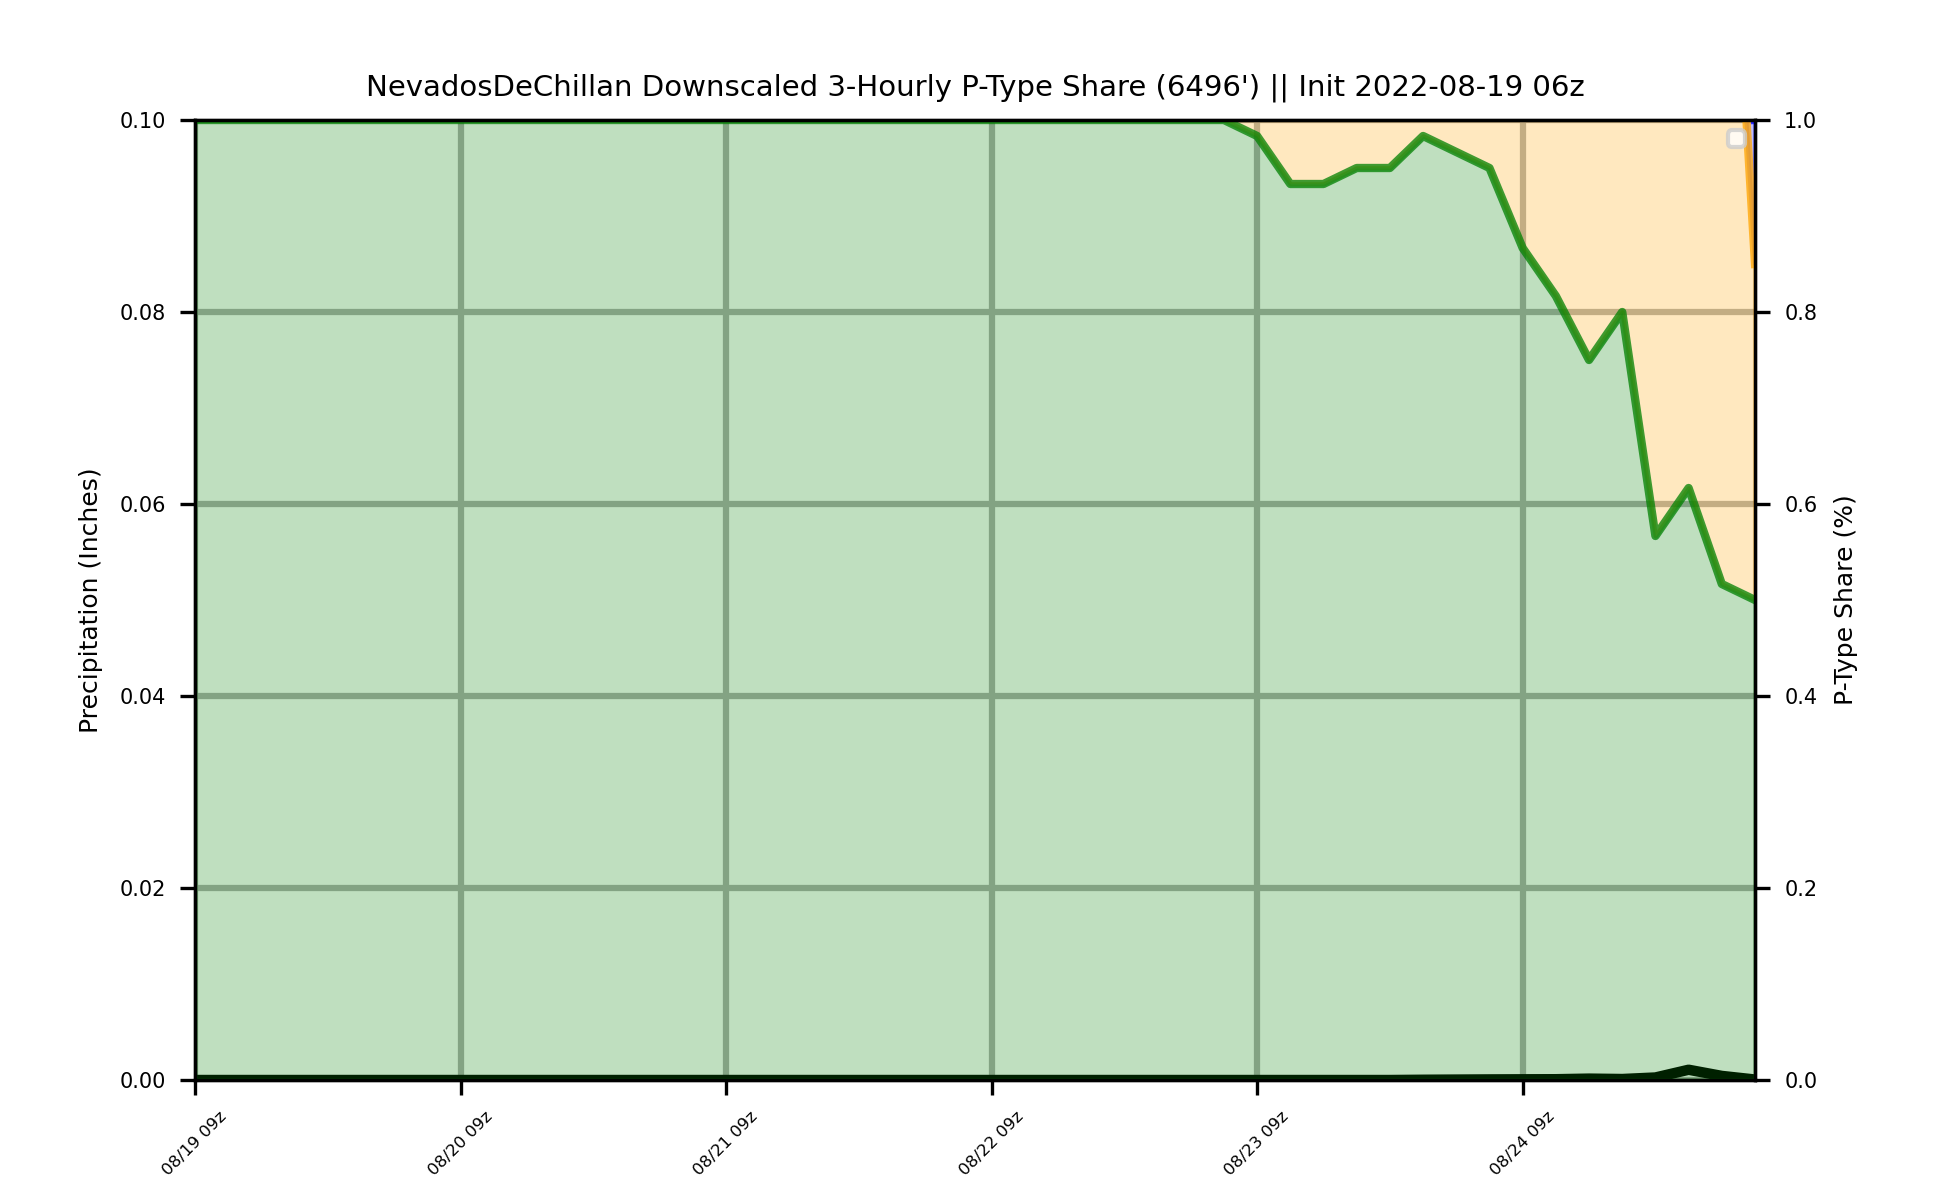 NevadosDeChillan Downscaled 3-Hourly P-Type Share (6496') || Init 2022-08-19 06z
0.10
0.08
0.06
0.04
0.02
0.00
Precipitation (Inches)
1.0
0.8
0.6
0.4
0.2
0.0
P-Type Share (%)
08/19 09z
08/20 09z
08/21 09z
08/22 09z
08/23 09z
08/24 09z